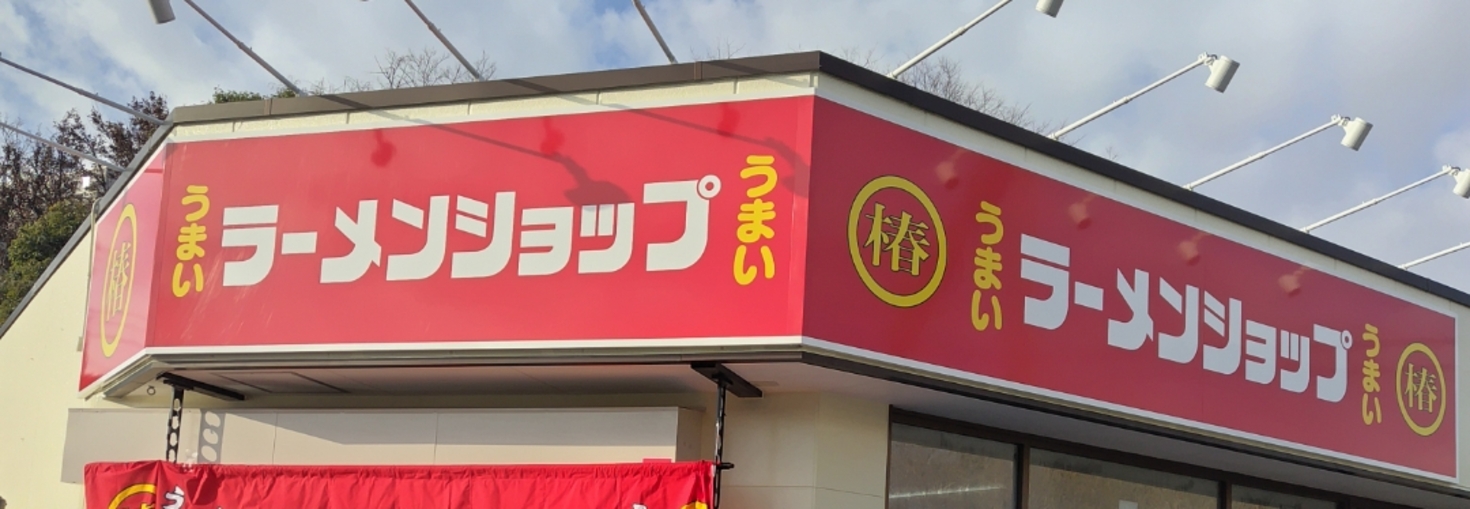 椿
うまい
ラーメンショップ
うまい
椿
うまい
ラーメンショップ
うまい
椿
う